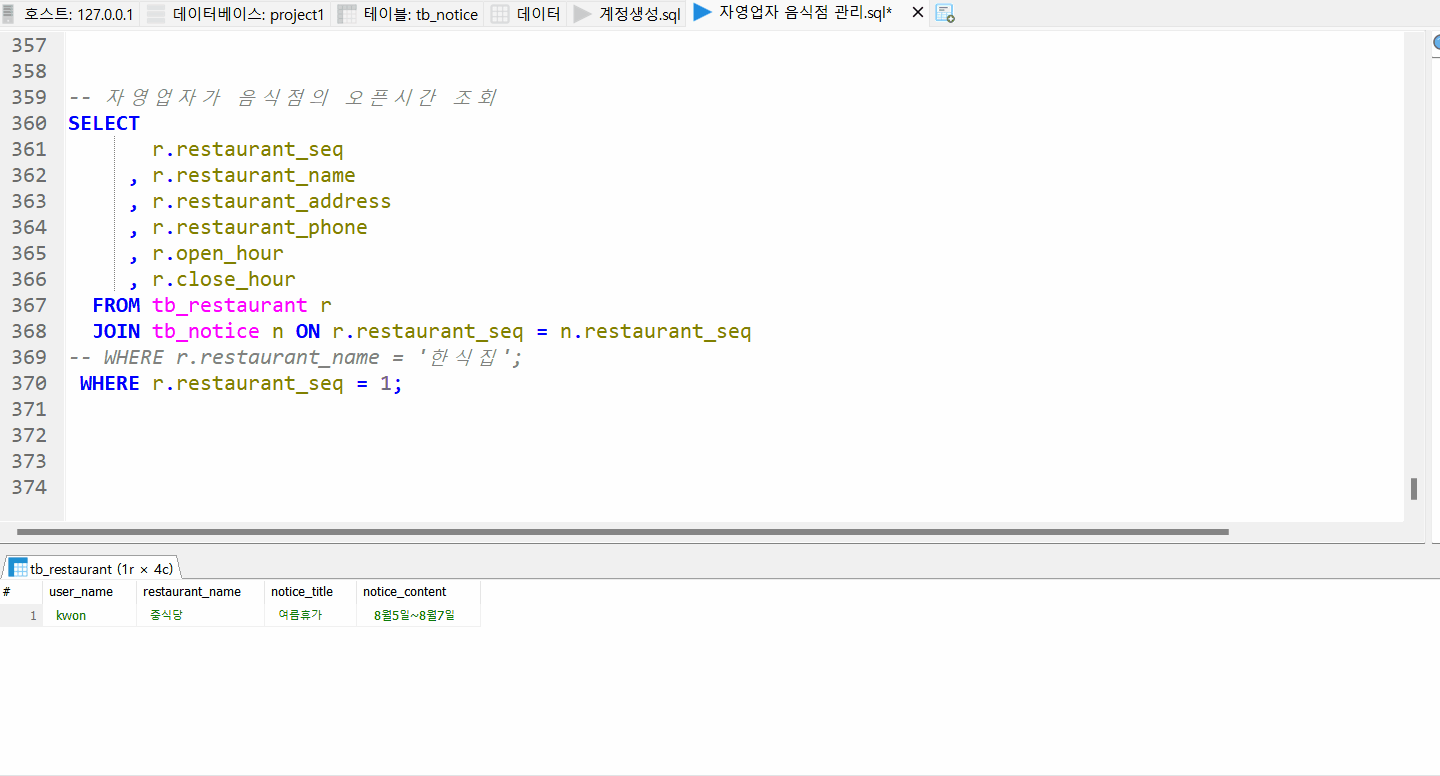 호스트: 127.0.0.1 데이터베이스: project1 테이블: tb_notice 데이터 계정생성.sql 자영업자 음식점 관리.sql*
357
358
359 -- 자영업자가 음식점의 오픈시간 조회
360 SELECT
361 r.restaurant_seq
362 , r.restaurant_name
363 , r.restaurant_address
364 , r.restaurant_phone
365 , r.open_hour
366 , r.close_hour
367 FROM tb_restaurant r
368 JOIN tb_notice n ON r.restaurant_seq = n.restaurant_seq
369 -- WHERE r.restaurant_name = '한식집';
370 WHERE r.restaurant_seq = 1;
371
372
373
374
tb_restaurant (1r × 4c)
# user_name restaurant_name notice_title notice_content
1 kwon 중식당 여름휴가 8월5일~8월7일